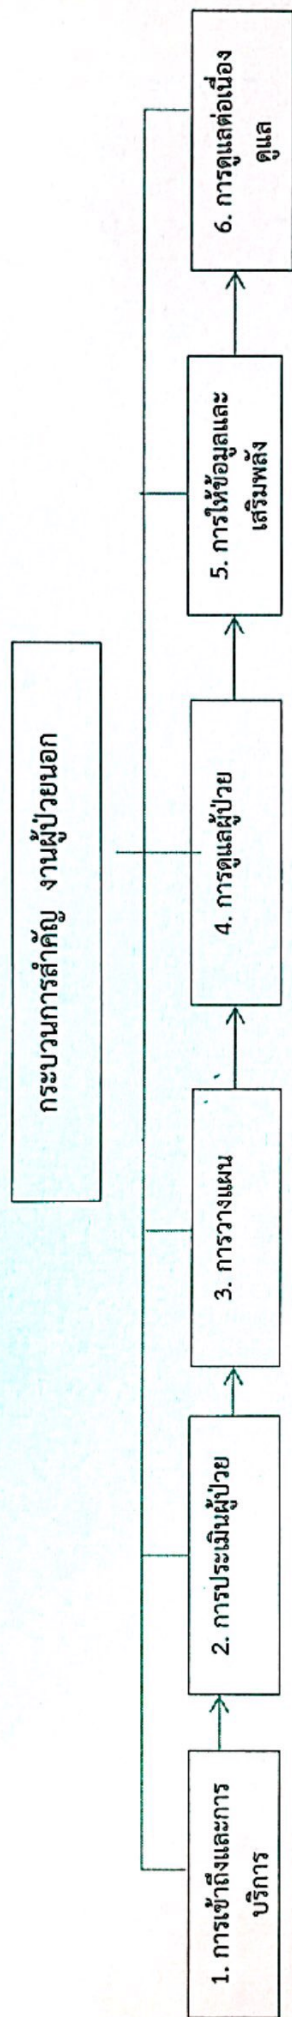 กระบวนการสำคัญ งานผู้ป่วยนอก
1. การเข้าถึงและการ
บริการ
2. การประเมินผู้ป่วย
3. การวางแผน
4. การดูแลผู้ป่วย
5. การให้ข้อมูลและ
เสริมพลัง
6. การดูแลต่อเนื่อง
ดูแล